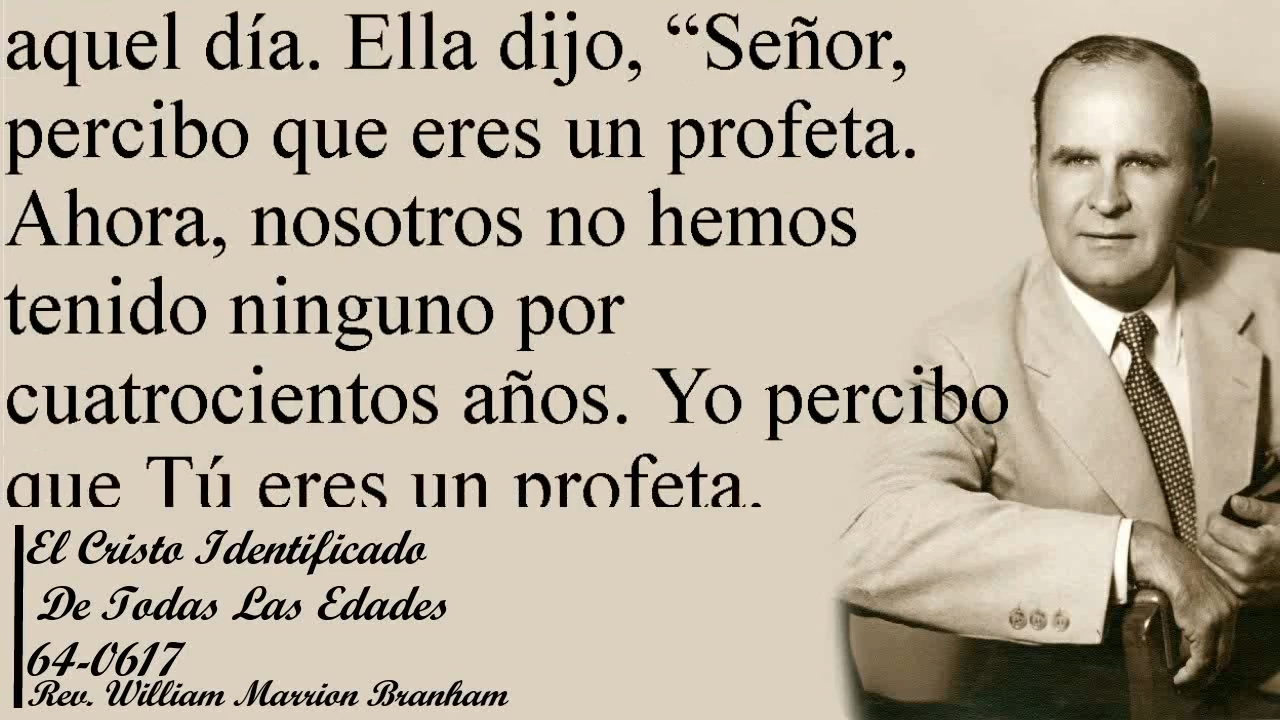 aquel día. Ella dijo, “Señor,
percibo que eres un profeta.
Ahora, nosotros no hemos
tenido ninguno por
cuatrocientos años. Yo percibo
que Tú eres un profeta.
El Cristo Identificado
De Todas Las Edades
64-0617
Rev. William Marrion Branham